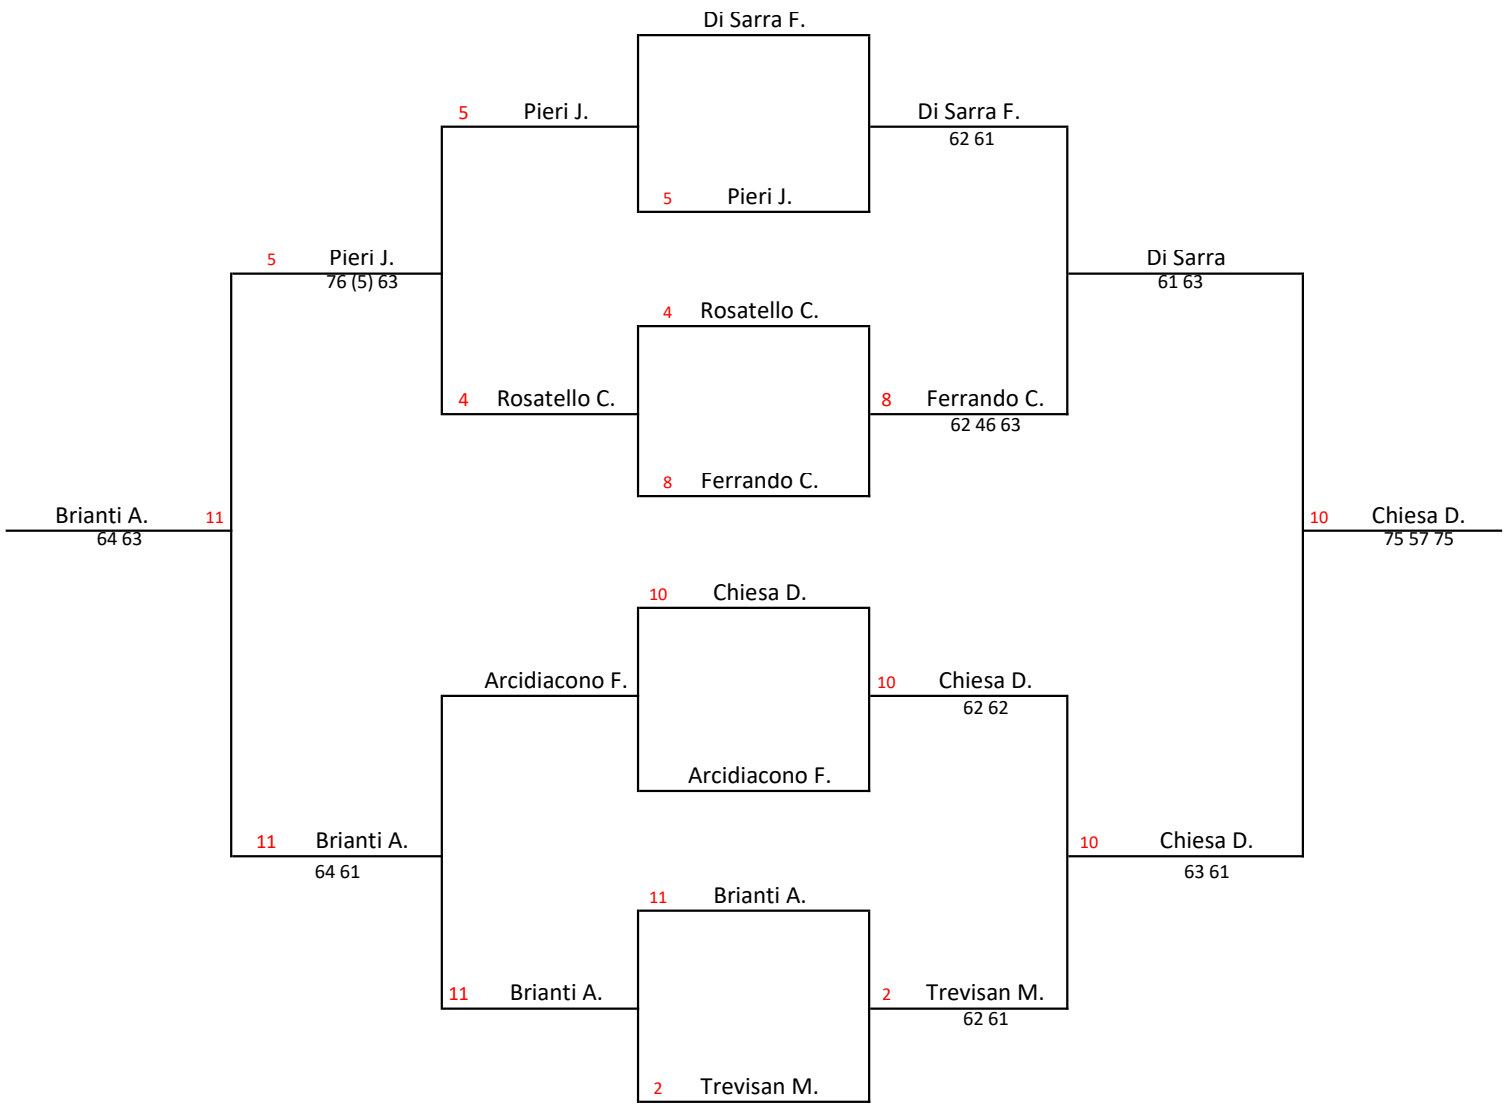 Di Sarra F.
5 Pieri J.
Di Sarra F.
62 61
5 Pieri J.
5 Pieri J.
76 (5) 63
Di Sarra
61 63
4 Rosatello C.
4 Rosatello C.
8 Ferrando C.
62 46 63
8 Ferrando C.
Brianti A. 11
64 63
10 Chiesa D.
75 57 75
10 Chiesa D.
Arcidiacono F.
10 Chiesa D.
62 62
Arcidiacono F.
11 Brianti A.
64 61
10 Chiesa D.
63 61
11 Brianti A.
11 Brianti A.
2 Trevisan M.
62 61
2 Trevisan M.